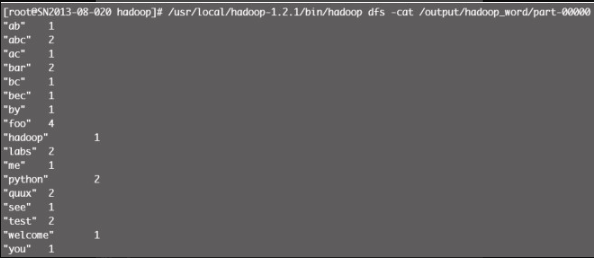 [root@SN2013-08-020 hadoop]# /usr/local/hadoop-1.2.1/bin/hadoop dfs -cat /output/hadoop_word/part-00000
"ab" 1
"abc" 2
"ac" 1
"bar" 2
"bc" 1
"bec" 1
"by" 1
"foo" 4
"hadoop" 1
"labs" 2
"me" 1
"python" 2
"quux" 2
"see" 1
"test" 2
"welcome" 1
"you" 1